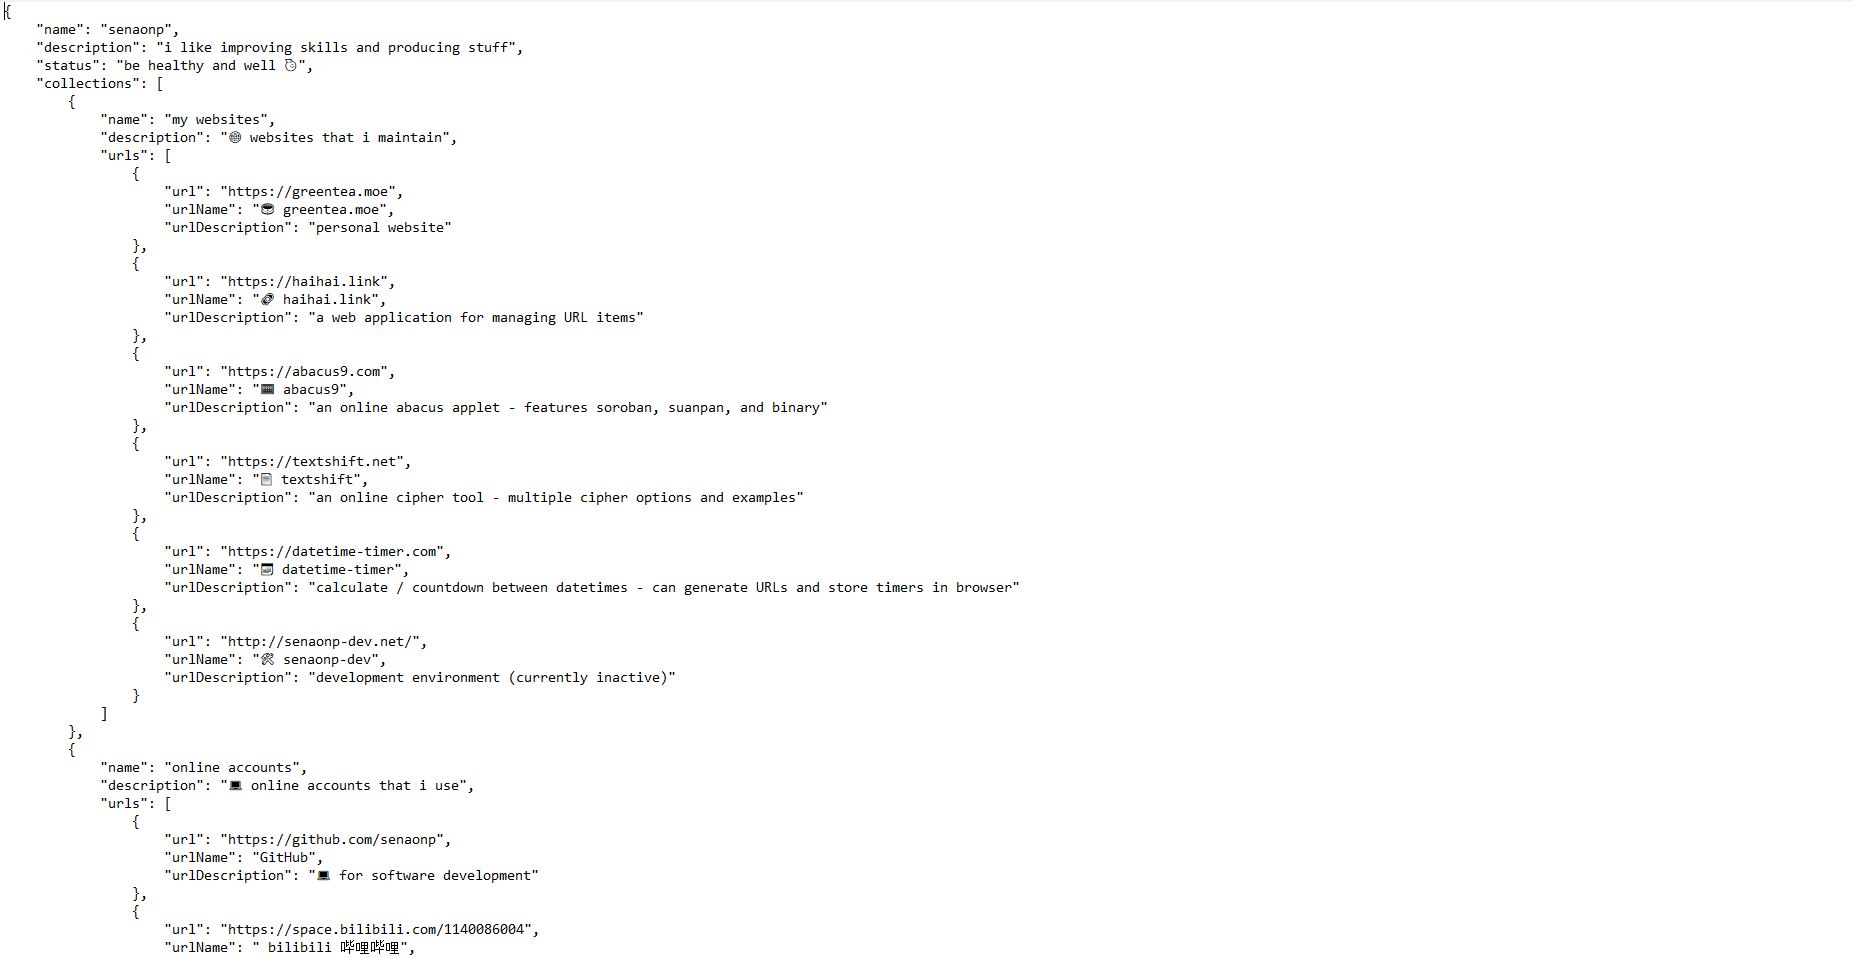 {
    "name": "senaonp",
    "description": "i like improving skills and producing stuff",
    "status": "be healthy and well 🍏",
    "collections": [
        {
            "name": "my websites",
            "description": "🌐 websites that i maintain",
            "urls": [
                {
                    "url": "https://greentea.moe",
                    "urlName": "🍵 greentea.moe",
                    "urlDescription": "personal website"
                },
                {
                    "url": "https://haihai.link",
                    "urlName": "🔗 haihai.link",
                    "urlDescription": "a web application for managing URL items"
                },
                {
                    "url": "https://abacus9.com",
                    "urlName": "🧮 abacus9",
                    "urlDescription": "an online abacus applet - features soroban, suanpan, and binary"
                },
                {
                    "url": "https://textshift.net",
                    "urlName": "📄 textshift",
                    "urlDescription": "an online cipher tool - multiple cipher options and examples"
                },
                {
                    "url": "https://datetime-timer.com",
                    "urlName": "📅 datetime-timer",
                    "urlDescription": "calculate / countdown between datetimes - can generate URLs and store timers in browser"
                },
                {
                    "url": "http://senaonp-dev.net/",
                    "urlName": "🛠 senaonp-dev",
                    "urlDescription": "development environment (currently inactive)"
                }
            ]
        },
        {
            "name": "online accounts",
            "description": "💻 online accounts that i use",
            "urls": [
                {
                    "url": "https://github.com/senaonp",
                    "urlName": "GitHub",
                    "urlDescription": "💻 for software development"
                },
                {
                    "url": "https://space.bilibili.com/1140086004",
                    "urlName": " bilibili 哔哩哔哩",